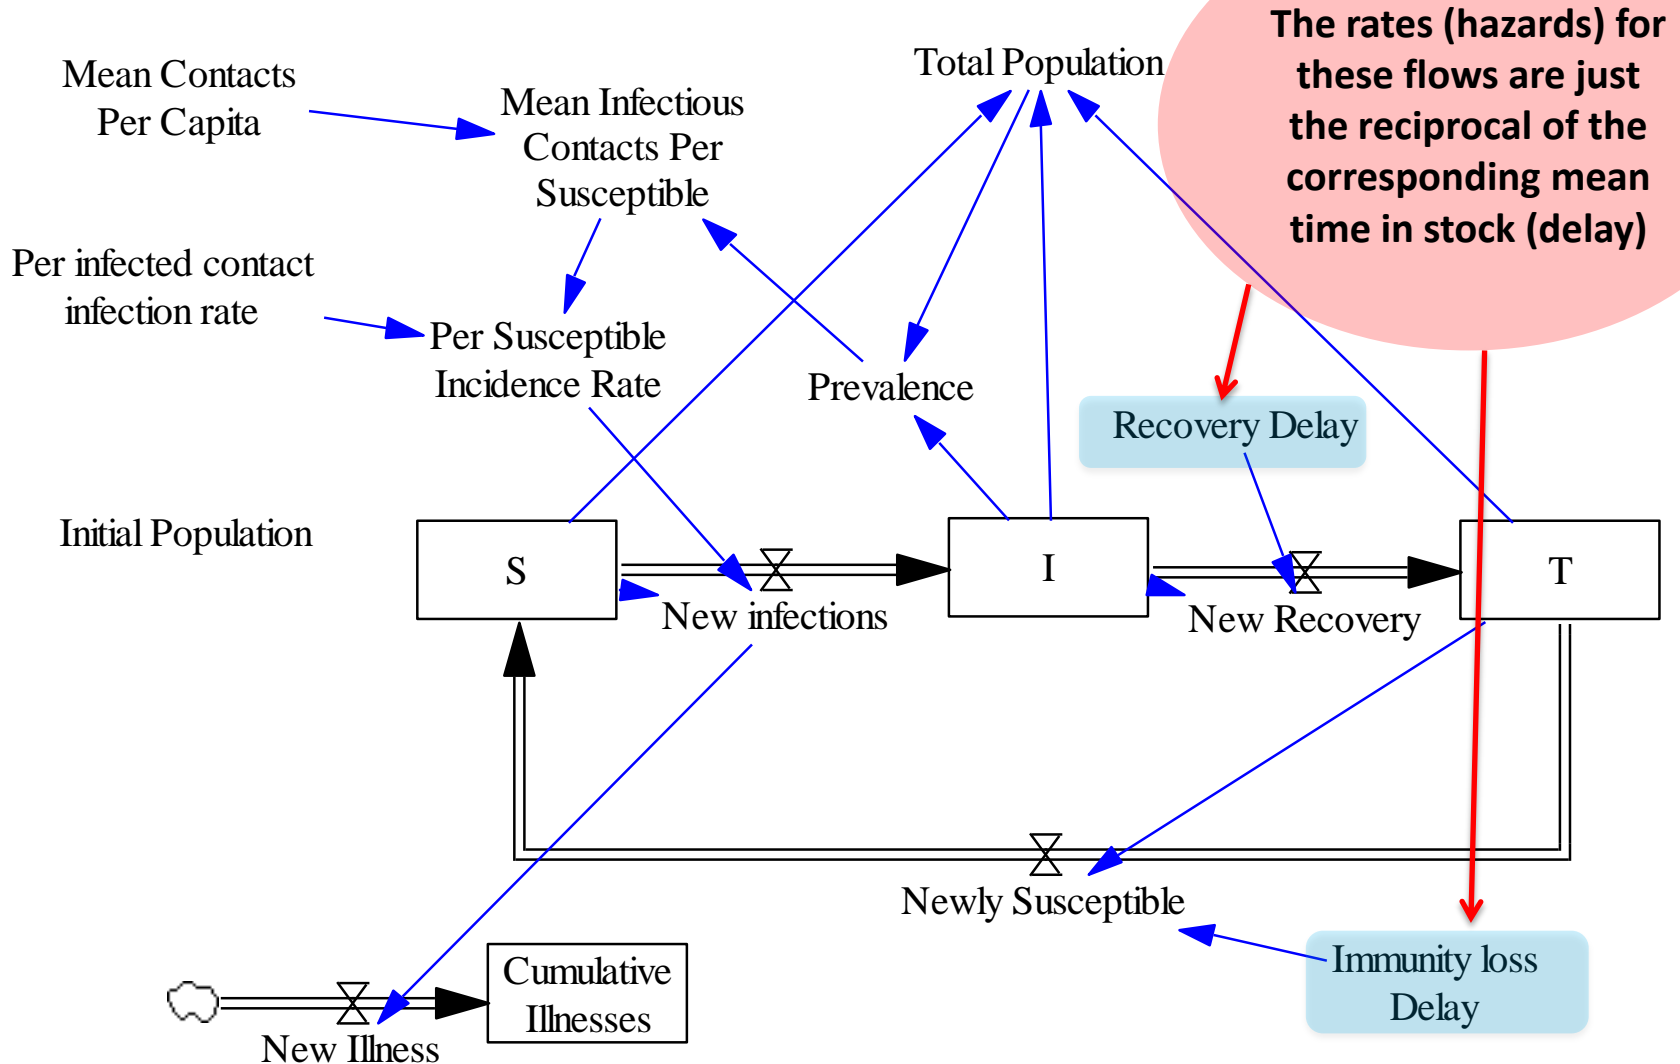 The rates (hazards) for
these flows are just
the reciprocal of the
corresponding mean
time in stock (delay)
Mean Contacts
Per Capita
Mean Infectious
Contacts Per
Susceptible
Total Population
Per infected contact
infection rate
Per Susceptible
Incidence Rate
Prevalence
Recovery Delay
Initial Population
S
I
T
New infections
New Recovery
Newly Susceptible
Immunity loss
Delay
Cumulative
Illnesses
New Illness